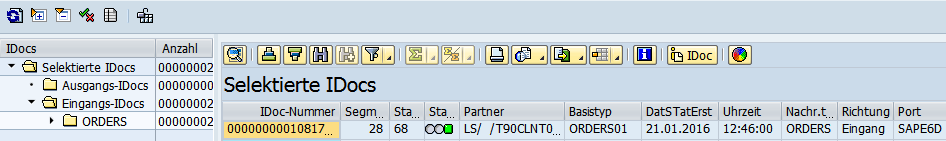 IDoc
IDocs Anzahl
Selektierte IDocs 00000002
Ausgangs-IDocs 00000002
Eingangs-IDocs 00000002
ORDERS 00000002
Selektierte IDocs
IDoc-Nummer Segm... Sta... Sta... Partner Basistyp DatSTatErst Uhrzeit Nachr.t... Richtung Port
00000000010817... 28 68 LS/ /T90CLNT0... ORDERS01 21.01.2016 12:46:00 ORDERS Eingang SAPE6D